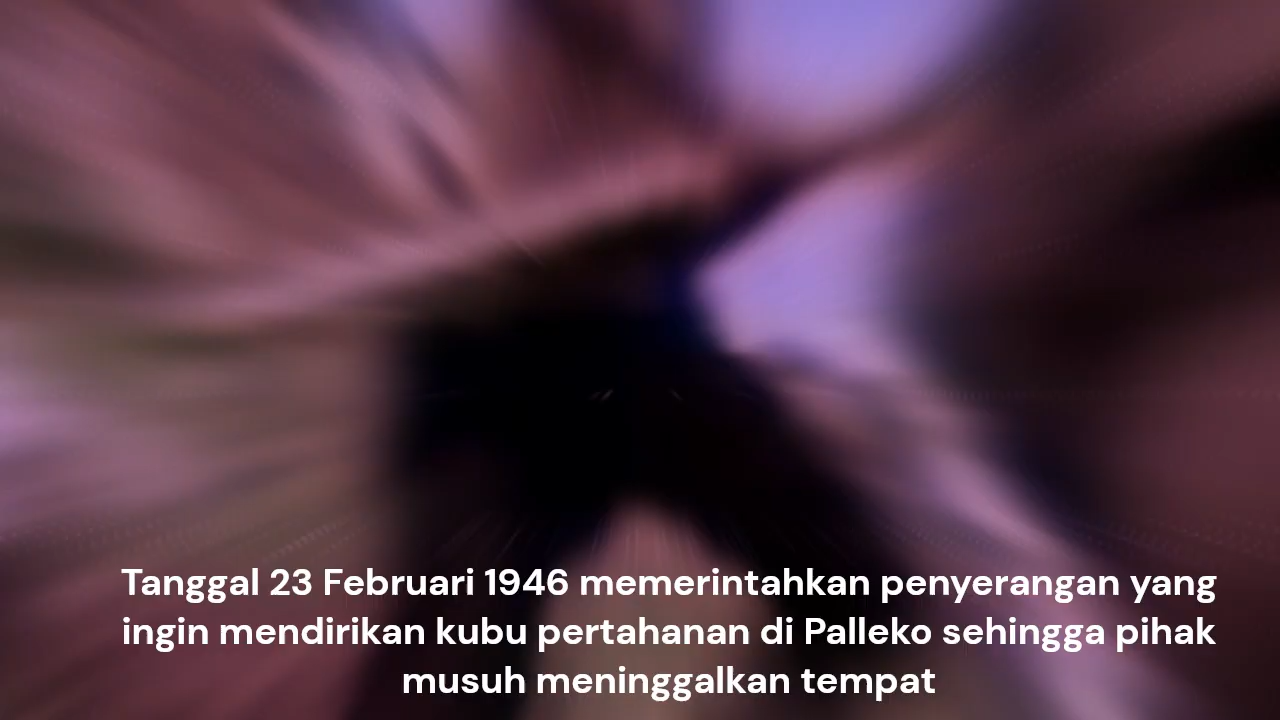 Tanggal 23 Februari 1946 memerintahkan penyerangan yang
ingin mendirikan kubu pertahanan di Palleko sehingga pihak
musuh meninggalkan tempat